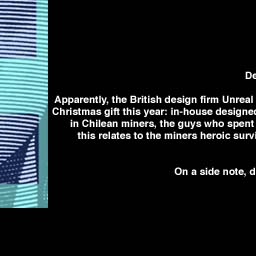 De
Apparently, the British design firm Unreal
Christmas gift this year: in-house designed
in Chilean miners, the guys who spent
this relates to the miners heroic survi
On a side note, d